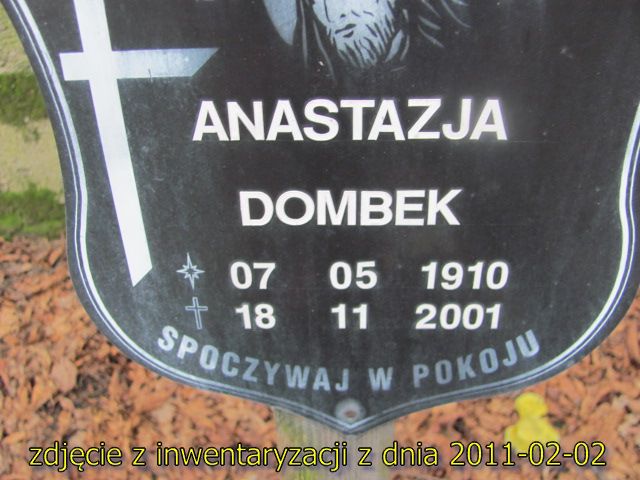 ANASTAZJA
DOMBEK
07 05 1910
18 11 2001
SPOCZYWAJ W POKOJU
zdjęcie z inwentaryzacji z dnia 2011-02-02